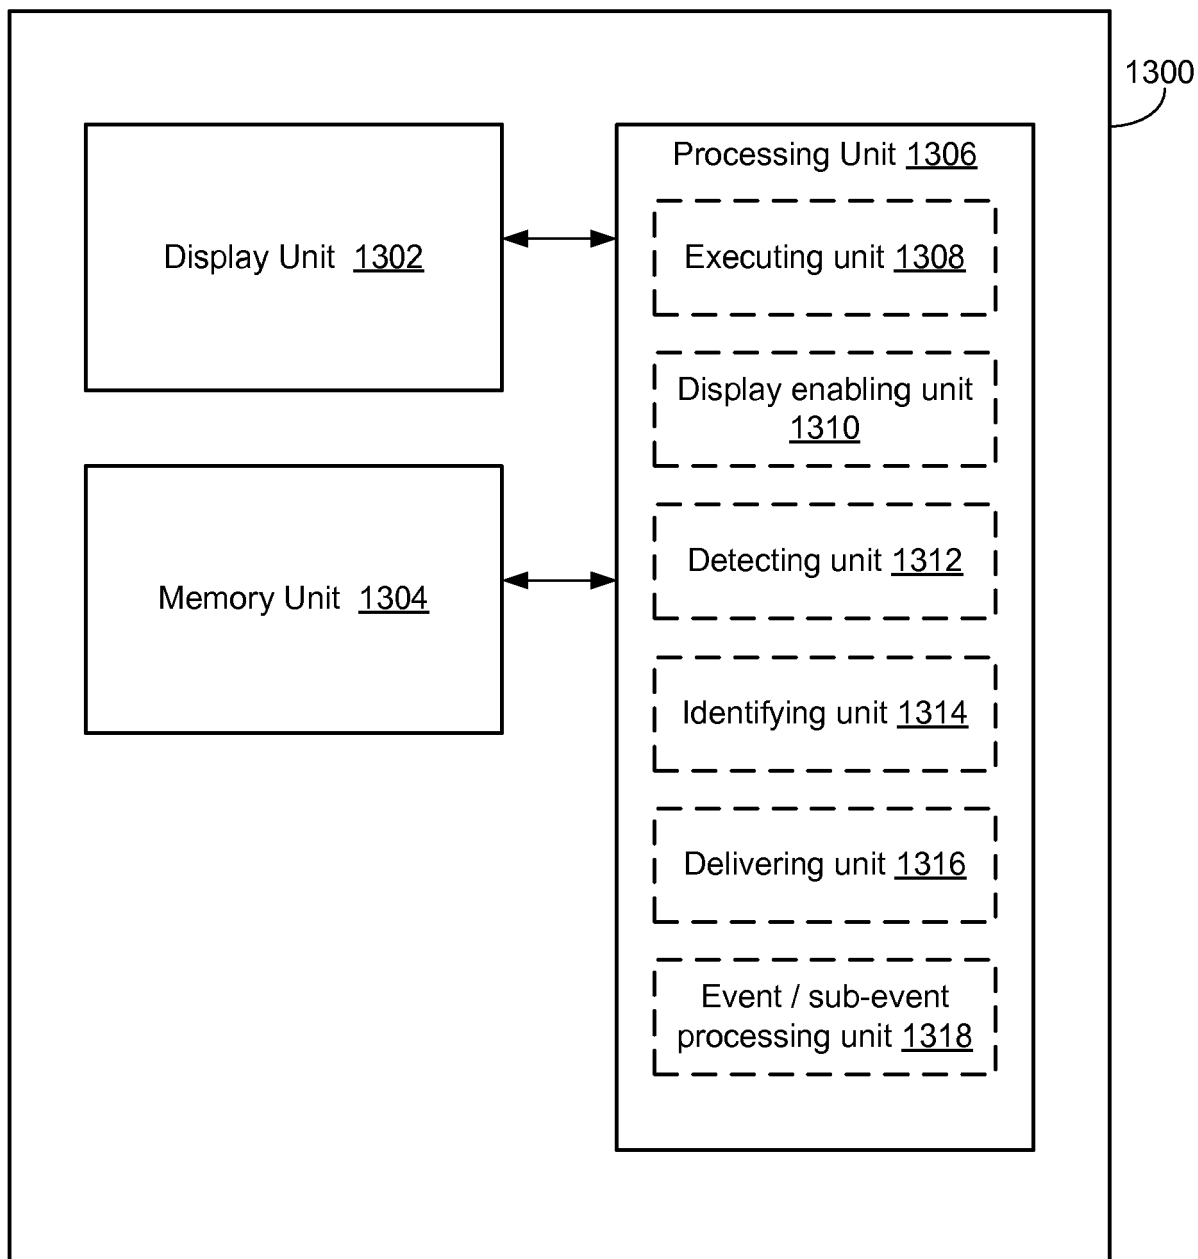 1300
Display Unit 1302
Memory Unit 1304
Processing Unit 1306
Executing unit 1308
Display enabling unit
1310
Detecting unit 1312
Identifying unit 1314
Delivering unit 1316
Event / sub-event
processing unit 1318